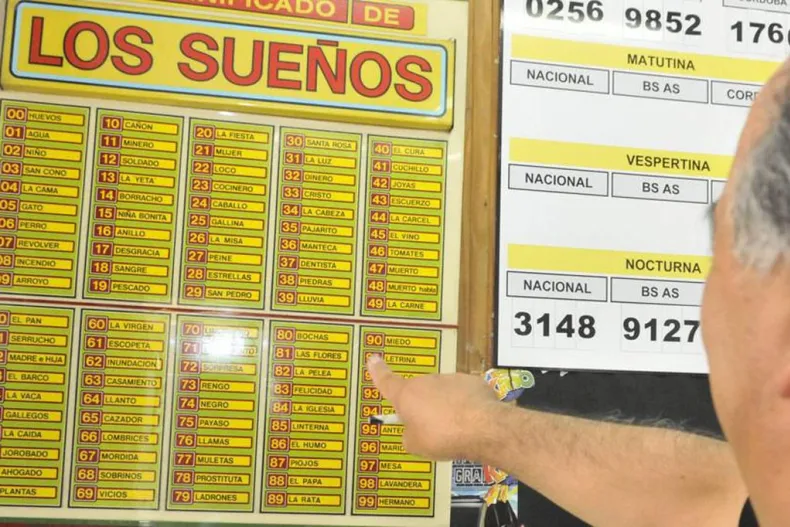 SIGNIFICADO DE
LOS SUEÑOS
00 HUEVOS
01 AGUA
02 NIÑO
03 SAN CONO
04 LA CAMA
05 GATO
06 PERRO
07 REVOLVER
08 INCENDIO
09 ARROYO
10 CAÑON
11 MINERO
12 SOLDADO
13 LA YETA
14 BORRACHO
15 NIÑA BONITA
16 ANILLO
17 DESGRACIA
18 SANGRE
19 PESCADO
20 LA FIESTA
21 MUJER
22 LOCO
23 COCINERO
24 CABALLO
25 GALLINA
26 LA MISA
27 PEINE
28 ESTRELLAS
29 SAN PEDRO
30 SANTA ROSA
31 LA LUZ
32 DINERO
33 CRISTO
34 LA CABEZA
35 PAJARITO
36 MANTECA
37 DENTISTA
38 PIEDRAS
39 LLUVIA
40 EL CURA
41 CUCHILLO
42 JOYAS
43 ESCUERZO
44 LA CARCEL
45 EL VINO
46 TOMATES
47 MUERTO
48 MUERTO habla
49 LA CARNE
0 EL PAN
1 SERRUCHO
2 MADRE e HIJA
3 EL BARCO
LA VACA
GALLEGOS
LA CAIDA
JOROBADO
AHOGADO
PLANTAS
60 LA VIRGEN
61 ESCOPETA
62 INUNDACION
63 CASAMIENTO
64 LLANTO
65 CAZADOR
66 LOMBRICES
67 MORDIDA
68 SOBRINOS
69 VICIOS
70
71
72 SORPRESA
73 RENGO
74 NEGRO
75 PAYASO
76 LLAMAS
77 MULETAS
78 PROSTITUTA
79 LADRONES
80 BOCHAS
81 LAS FLORES
82 LA PELEA
83 FELICIDAD
84 LA IGLESIA
85 LINTERNA
86 EL HUMO
87 PIOJOS
88 EL PAPA
89 LA RATA
90 MIEDO
LETRINA
93
94
95
96 MARIDO
97 MESA
98 LAVANDERA
99 HERMANO
0256 9852
MATUTINA
NACIONAL BS AS
VESPERTINA
NACIONAL BS AS
NOCTURNA
NACIONAL BS AS
3148 9127